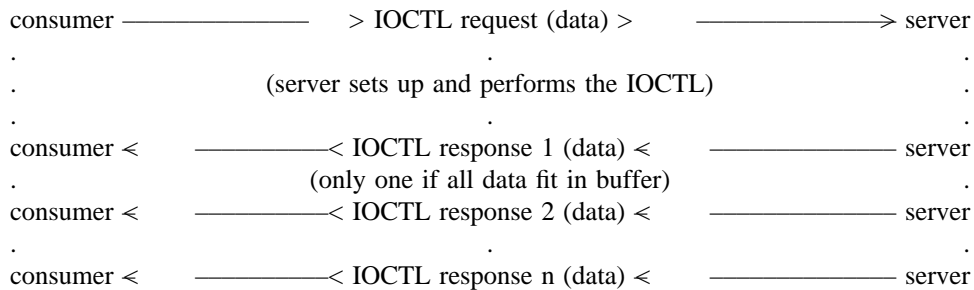 consumer ——————— > IOCTL request (data) > ————————> server
. . .
. (server sets up and performs the IOCTL) .
. . .
consumer < ——————< IOCTL response 1 (data) < ———————— server
. (only one if all data fit in buffer) .
consumer < ——————< IOCTL response 2 (data) < ———————— server
. . .
consumer < ——————< IOCTL response n (data) < ———————— server